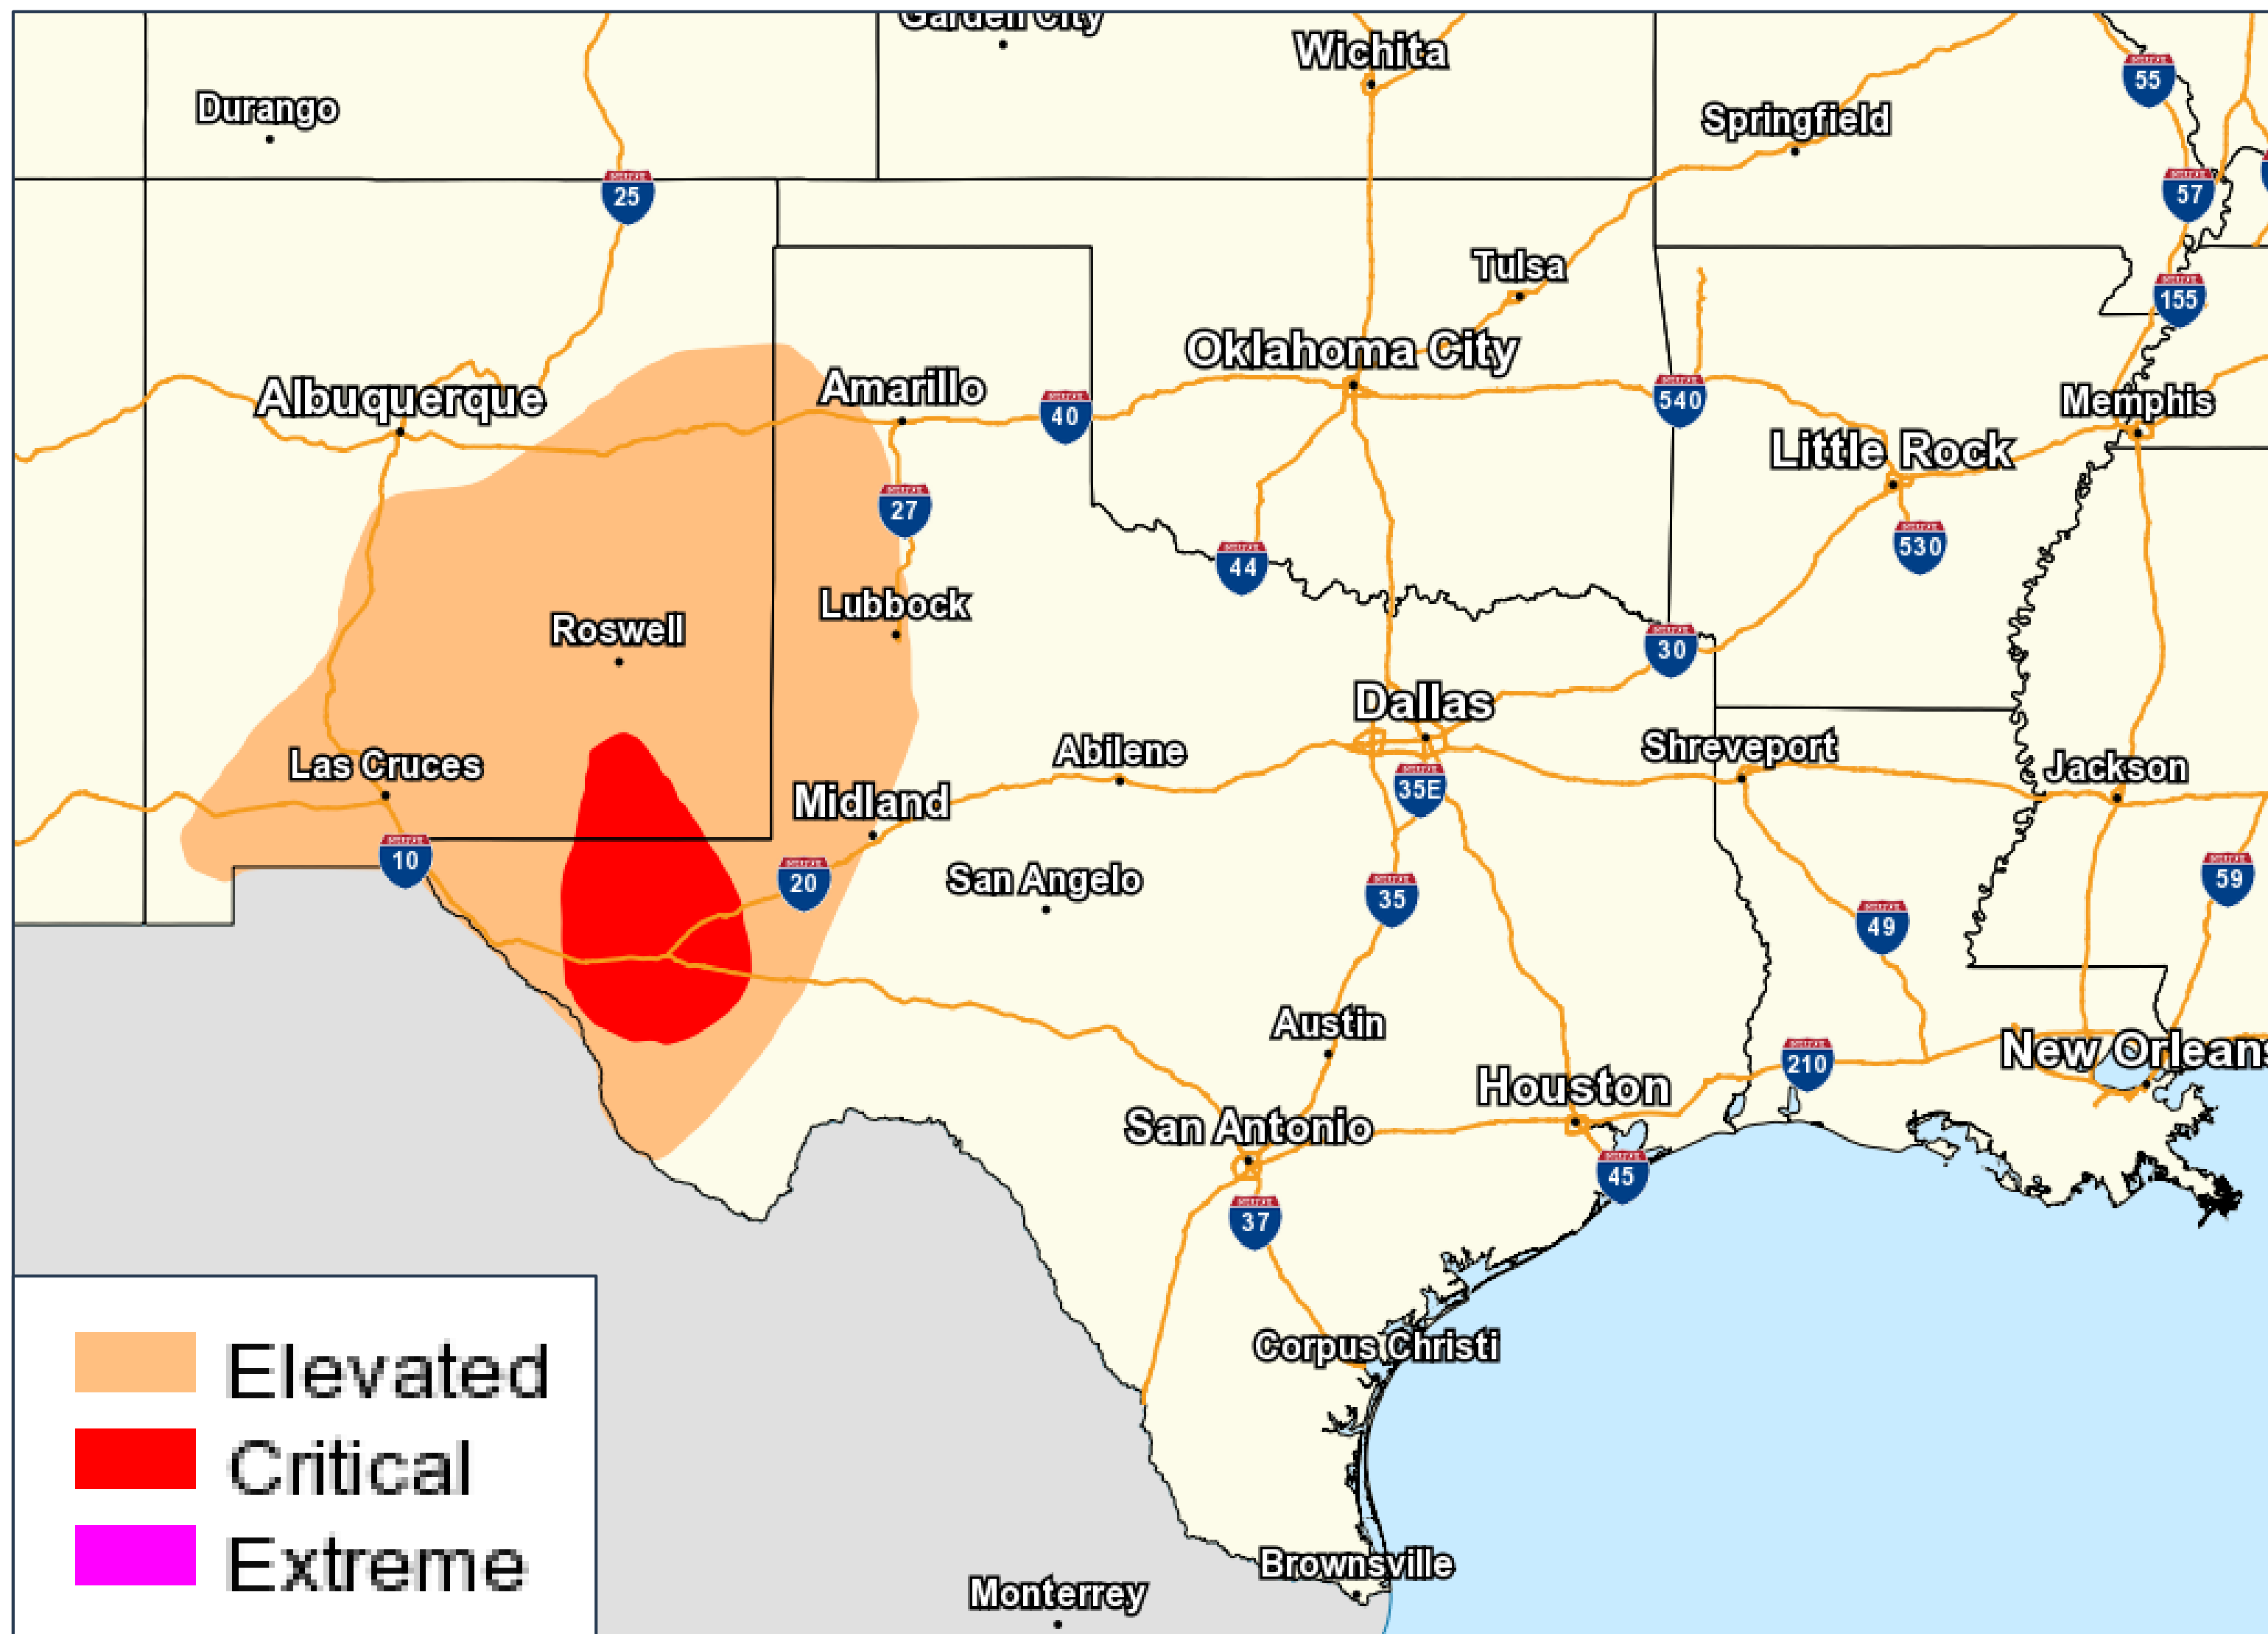 Garden City
Wichita
55
Durango
Springfield
25
57
Tulsa
155
Oklahoma City
Albuquerque
Amarillo
40
540
Memphis
Little Rock
27
530
44
Lubbock
Roswell
30
Dallas
Las Cruces
Abilene
Shreveport
Jackson
Midland
35E
10
20
San Angelo
35
59
49
Austin
New Orleans
210
Houston
San Antonio
45
37
Corpus Christi
Elevated
Critical
Extreme
Brownsville
Monterrey